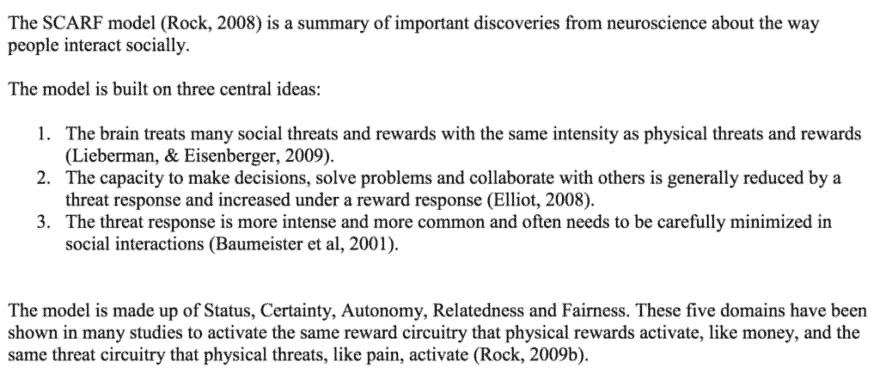 The SCARF model (Rock, 2008) is a summary of important discoveries from neuroscience about the way
people interact socially.
The model is built on three central ideas:
1. The brain treats many social threats and rewards with the same intensity as physical threats and rewards
(Lieberman, & Eisenberger, 2009).
2. The capacity to make decisions, solve problems and collaborate with others is generally reduced by a
threat response and increased under a reward response (Elliot, 2008).
3. The threat response is more intense and more common and often needs to be carefully minimized in
social interactions (Baumeister et al, 2001).
The model is made up of Status, Certainty, Autonomy, Relatedness and Fairness. These five domains have been
shown in many studies to activate the same reward circuitry that physical rewards activate, like money, and the
same threat circuitry that physical threats, like pain, activate (Rock, 2009b).